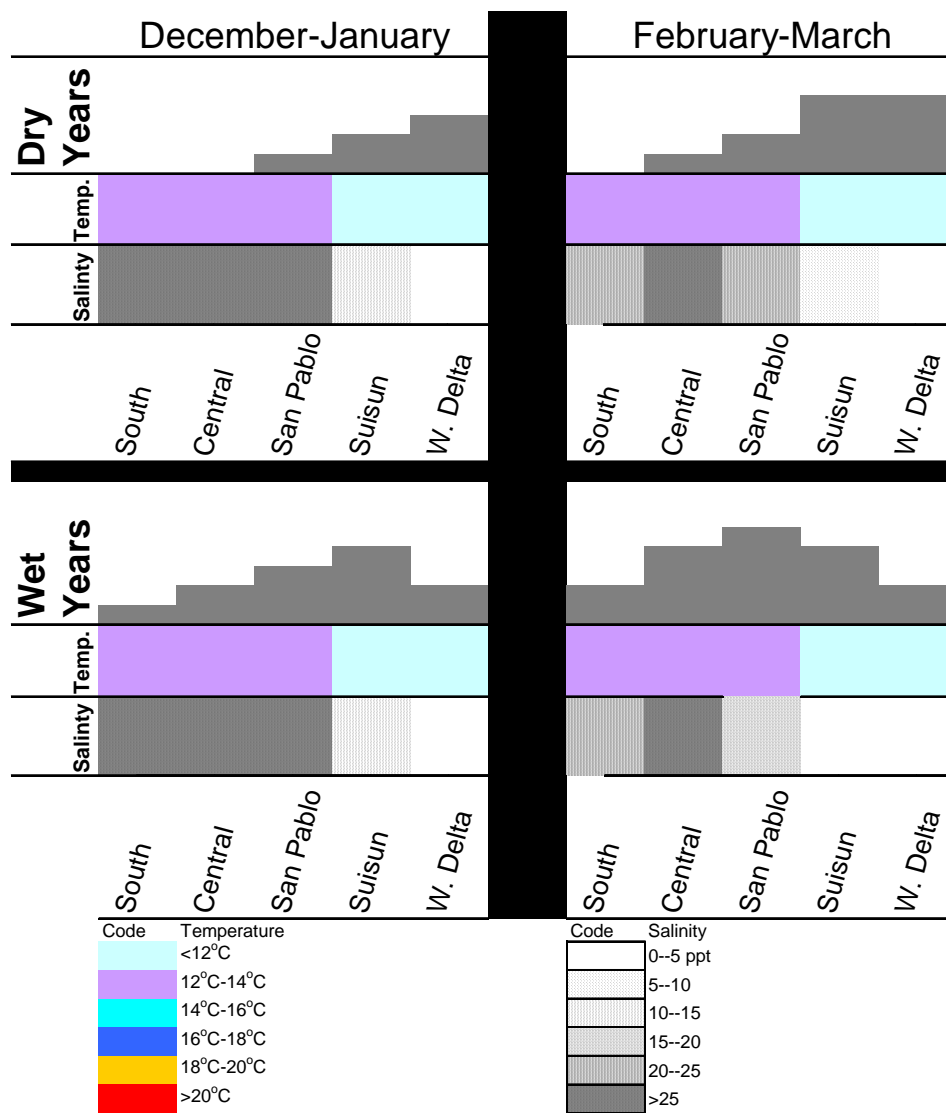 December-January
February-March
Dry
Years
Temp.
Salinty
South
Central
San Pablo
Suisun
W. Delta
South
Central
San Pablo
Suisun
W. Delta
Wet
Years
Temp.
Salinty
South
Central
San Pablo
Suisun
W. Delta
South
Central
San Pablo
Suisun
W. Delta
Code Temperature
<12°C
12°C-14°C
14°C-16°C
16°C-18°C
18°C-20°C
>20°C
Code Salinity
0--5 ppt
5--10
10--15
15--20
20--25
>25